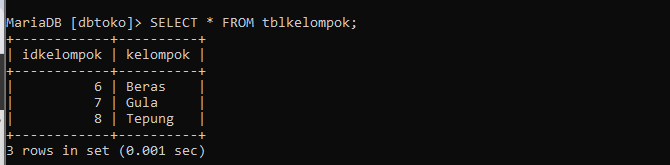 MariaDB [dbtoko]> SELECT * FROM tblkelompok;
+------------+----------+
| idkelompok | kelompok |
+------------+----------+
|          6 | Beras    |
|          7 | Gula     |
|          8 | Tepung   |
+------------+----------+
3 rows in set (0.001 sec)